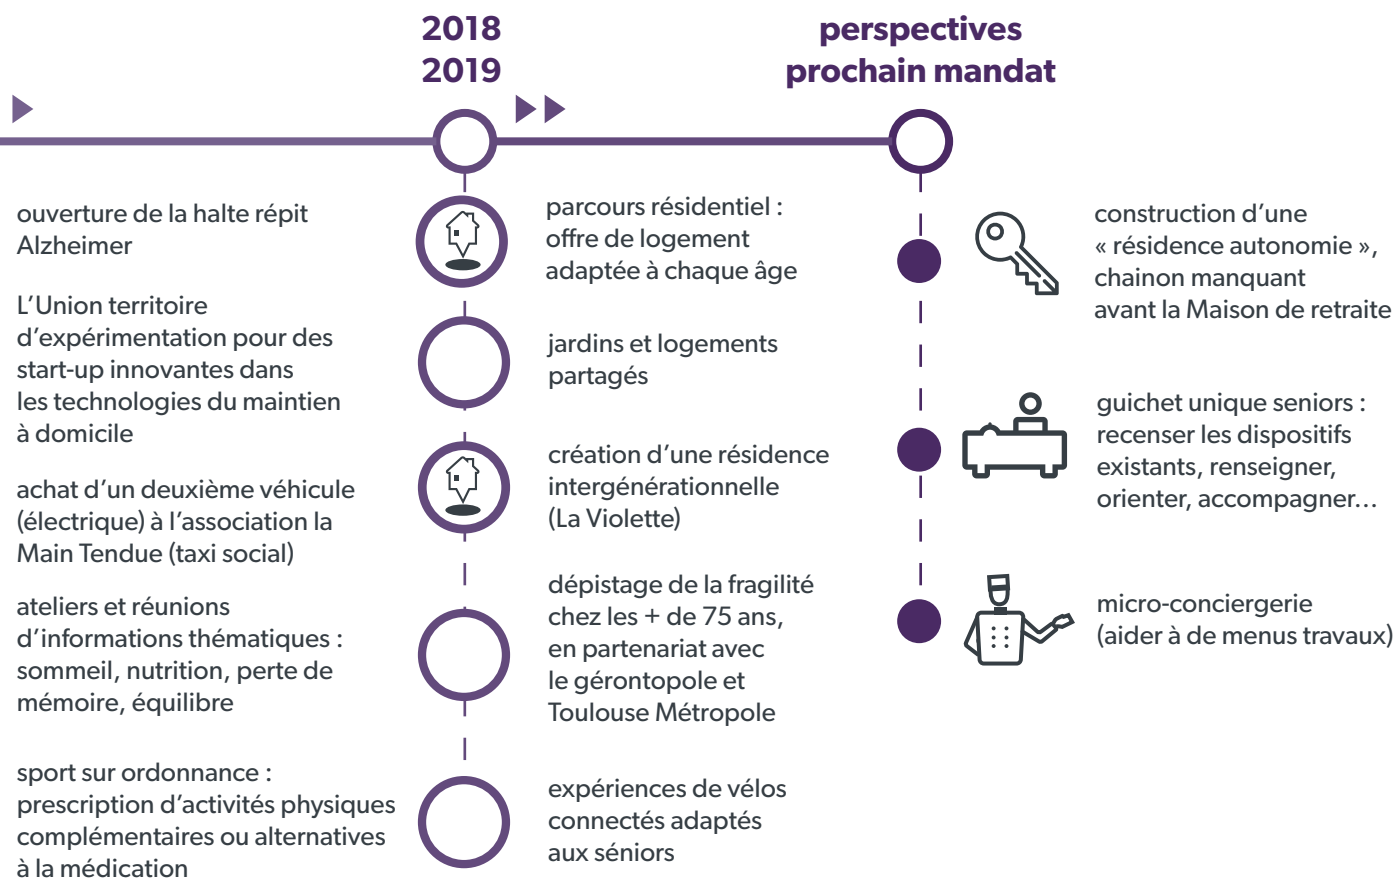 2018
2019
perspectives
prochain mandat
ouverture de la halte répit
Alzheimer
L’Union territoire
d’expérimentation pour des
start-up innovantes dans
les technologies du maintien
à domicile
achat d’un deuxième véhicule
(électrique) à l’association la
Main Tendue (taxi social)
ateliers et réunions
d’informations thématiques :
sommeil, nutrition, perte de
mémoire, équilibre
sport sur ordonnance :
prescription d’activités physiques
complémentaires ou alternatives
à la médication
parcours résidentiel :
offre de logement
adaptée à chaque âge
jardins et logements
partagés
création d’une résidence
intergénérationnelle
(La Violette)
dépistage de la fragilité
chez les + de 75 ans,
en partenariat avec
le gérontopole et
Toulouse Métropole
expériences de vélos
connectés adaptés
aux séniors
construction d’une
« résidence autonomie »,
chainon manquant
avant la Maison de retraite
guichet unique seniors :
recenser les dispositifs
existants, renseigner,
orienter, accompagner…
micro-conciergerie
(aider à de menus travaux)